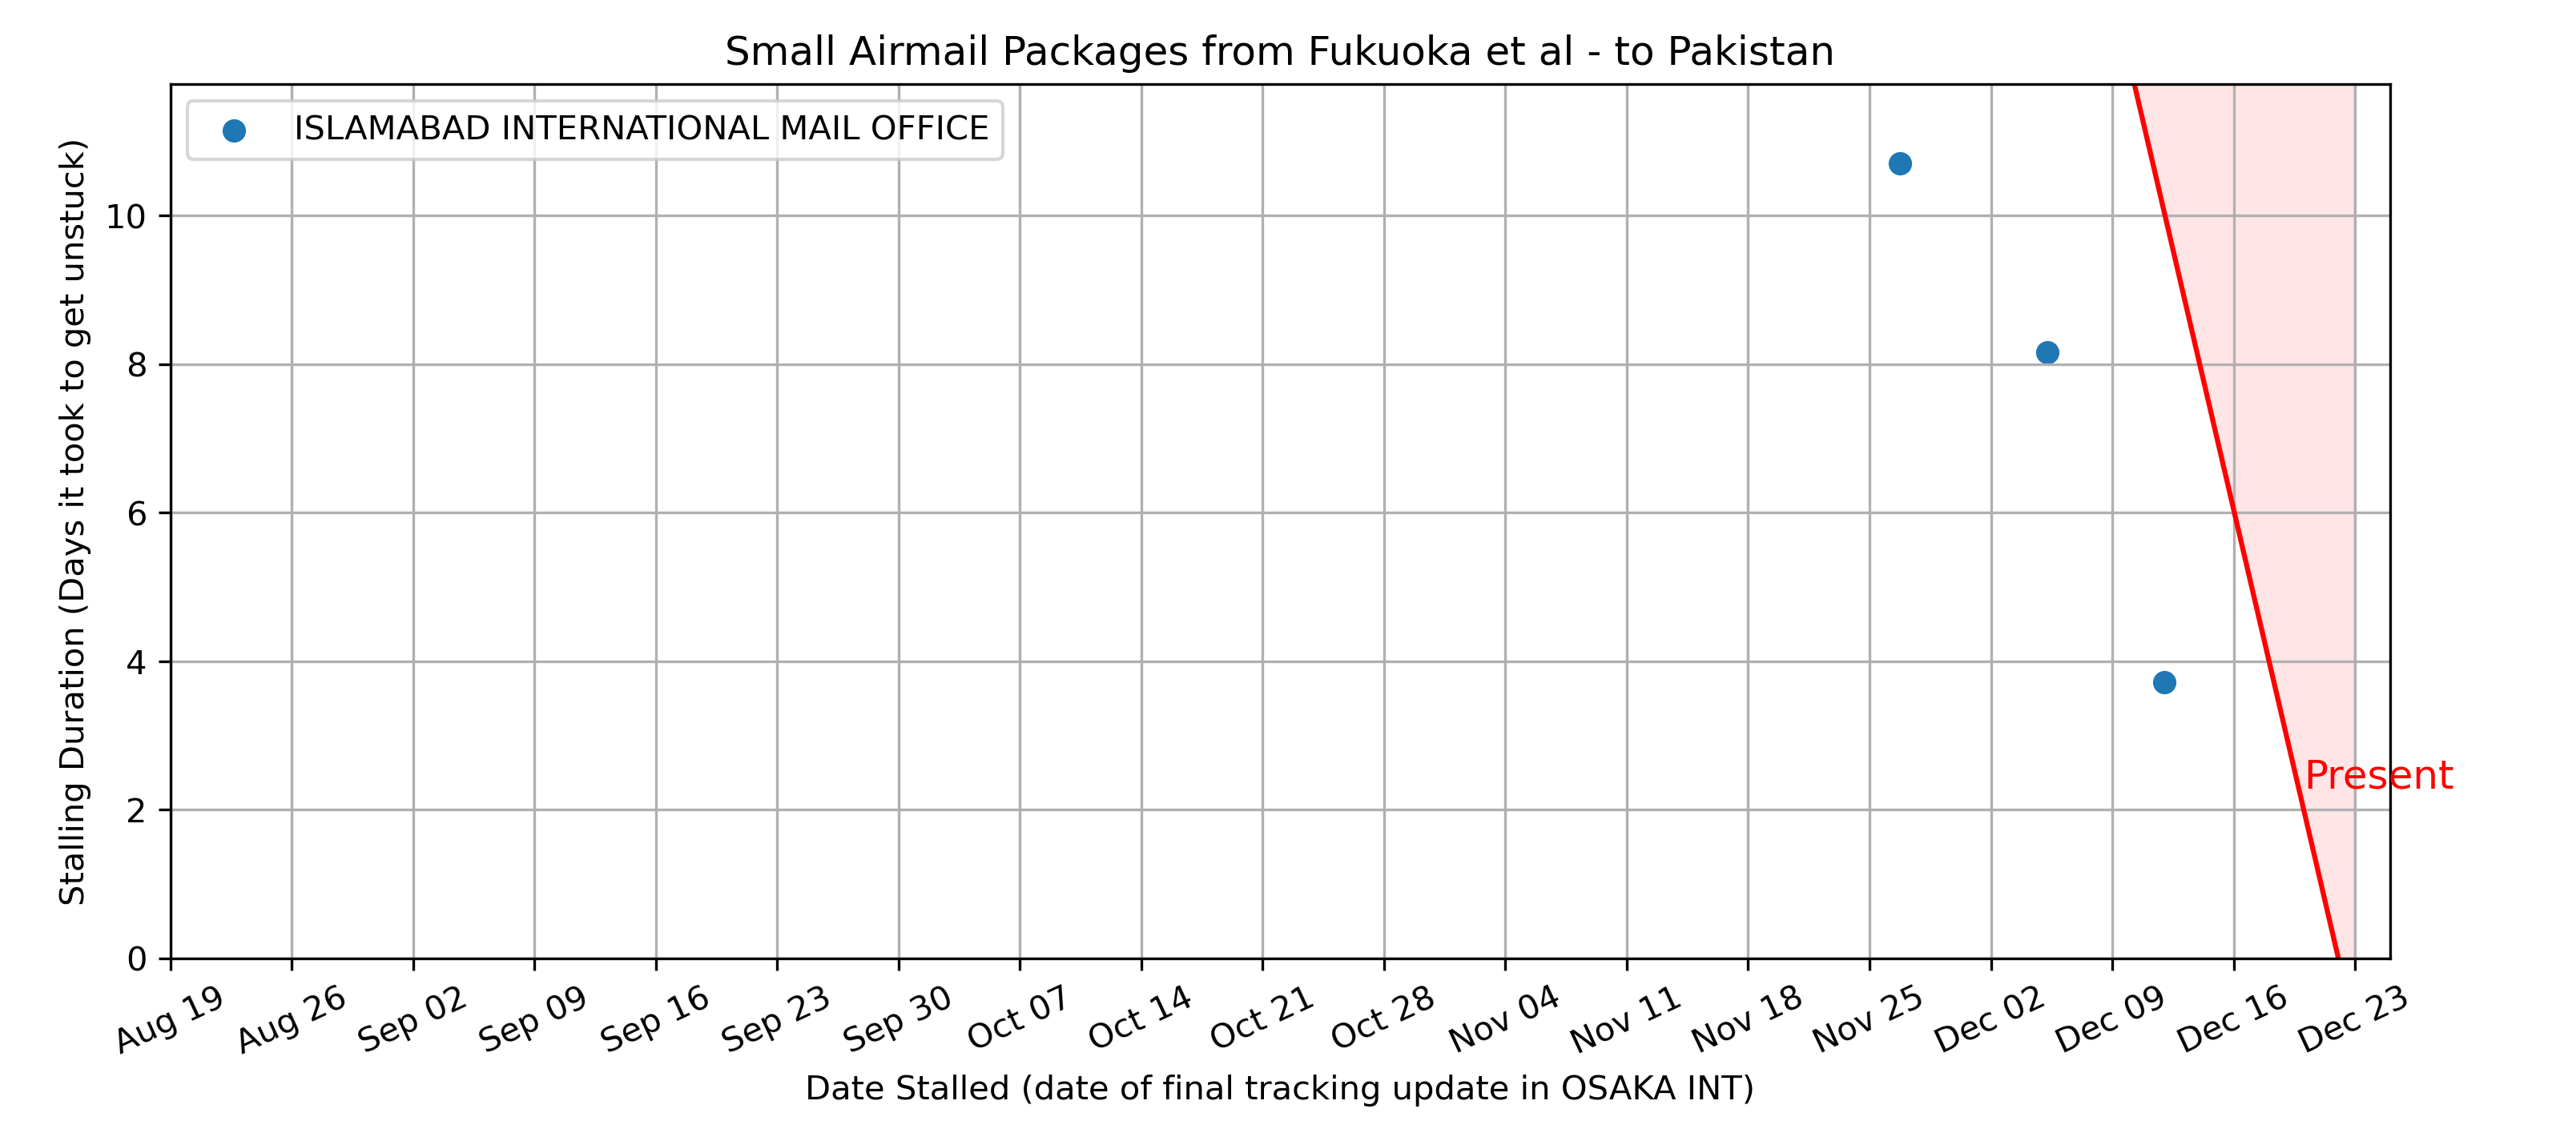 Small Airmail Packages from Fukuoka et al - to Pakistan
ISLAMABAD INTERNATIONAL MAIL OFFICE
Stalling Duration (Days it took to get unstuck)
10
8
6
4
2
0
Present
Aug 19
Aug 26
Sep 02
Sep 09
Sep 16
Sep 23
Sep 30
Oct 07
Oct 14
Oct 21
Oct 28
Nov 04
Nov 11
Nov 18
Nov 25
Dec 02
Dec 09
Dec 16
Dec 23
Date Stalled (date of final tracking update in OSAKA INT)